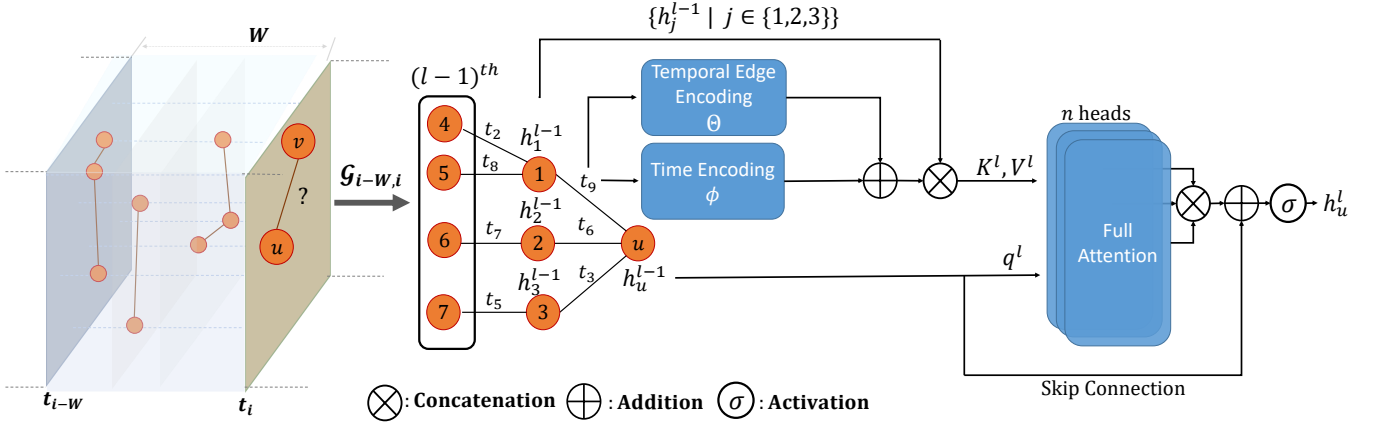 W
v
?
u
t_{i-W}
t_i
𝓖_{i-W,i}
(l − 1)^{th}
4
5
6
7
t_2
t_8
t_7
t_5
h_1^{l-1}
1
h_2^{l-1}
2
h_3^{l-1}
3
t_9
t_6
t_3
u
h_u^{l-1}
{h_j^{l-1} | j ∈ {1,2,3}}
Temporal Edge
Encoding
Θ
Time Encoding
ϕ
K^l, V^l
q^l
n heads
Full
Attention
σ
h_u^l
Skip Connection
: Concatenation
: Addition
σ
: Activation